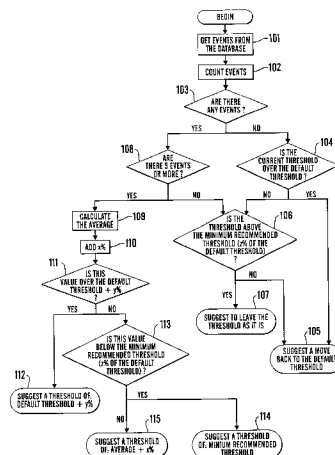 BEGIN
101
GET EVENTS FROM
THE DATABASE
102
COUNT EVENTS
103
ARE THERE
ANY EVENTS ?
YES
NO
108
ARE
THERE 5 EVENTS
OR MORE ?
104
IS THE
CURRENT THRESHOLD
OVER THE DEFAULT
THRESHOLD ?
YES
NO
NO
YES
109
CALCULATE
THE AVERAGE
110
ADD x%
106
IS THE
THRESHOLD ABOVE
THE MINIMUM RECOMMENDED
THRESHOLD (z% OF THE
DEFAULT THRESHOLD)
?
111
IS THIS
VALUE OVER THE DEFAULT
THRESHOLD + y%
?
YES
NO
YES
NO
107
SUGGEST TO LEAVE THE
THRESHOLD AS IT IS
113
IS THIS VALUE
BELOW THE MINIMUM
RECOMMENDED THRESHOLD
(z% OF THE DEFAULT
THRESHOLD) ?
SUGGEST A MOVE
BACK TO THE DEFAULT
THRESHOLD
105
112
SUGGEST A THRESHOLD OF:
DEFAULT THRESHOLD + y%
NO
YES
115
114
SUGGEST A THRESHOLD
OF: AVERAGE + x%
SUGGEST A THRESHOLD
OF: MINIUM RECOMMENDED
THRESHOLD